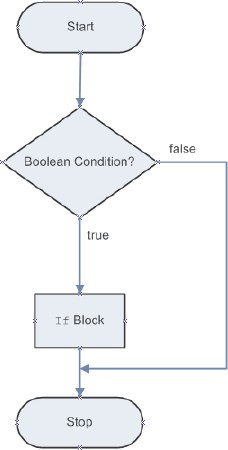 Start
Boolean Condition?
false
true
If Block
Stop